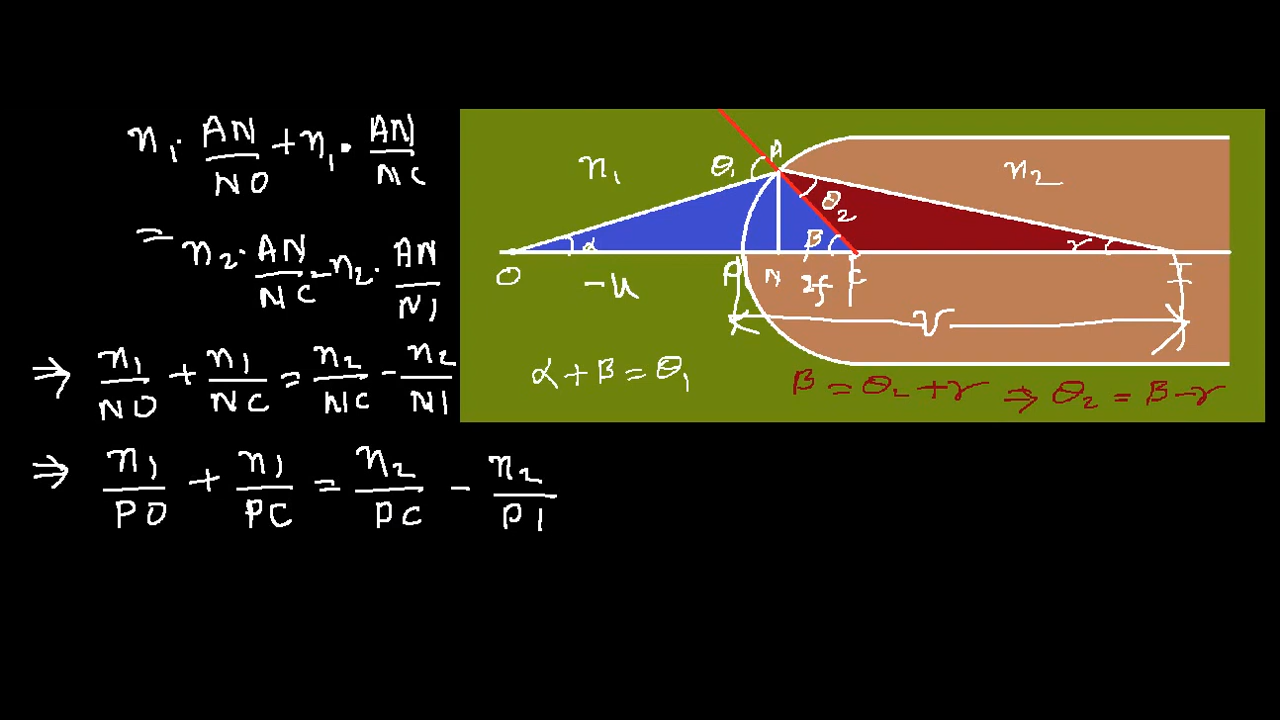 n₁. AN/NO + n₁. AN/NC
= n₂. AN/NC - n₂. AN/NI
⇒ n₁/NO + n₁/NC = n₂/NC - n₂/NI
⇒ n₁/PO + n₁/PC = n₂/PC - n₂/PI
n₁
θ₁
A
n₂
θ₂
α
β
γ
O
-u
P
N
2f
C
I
v
α + β = θ₁
β = θ₂ + γ ⇒ θ₂ = β - γ